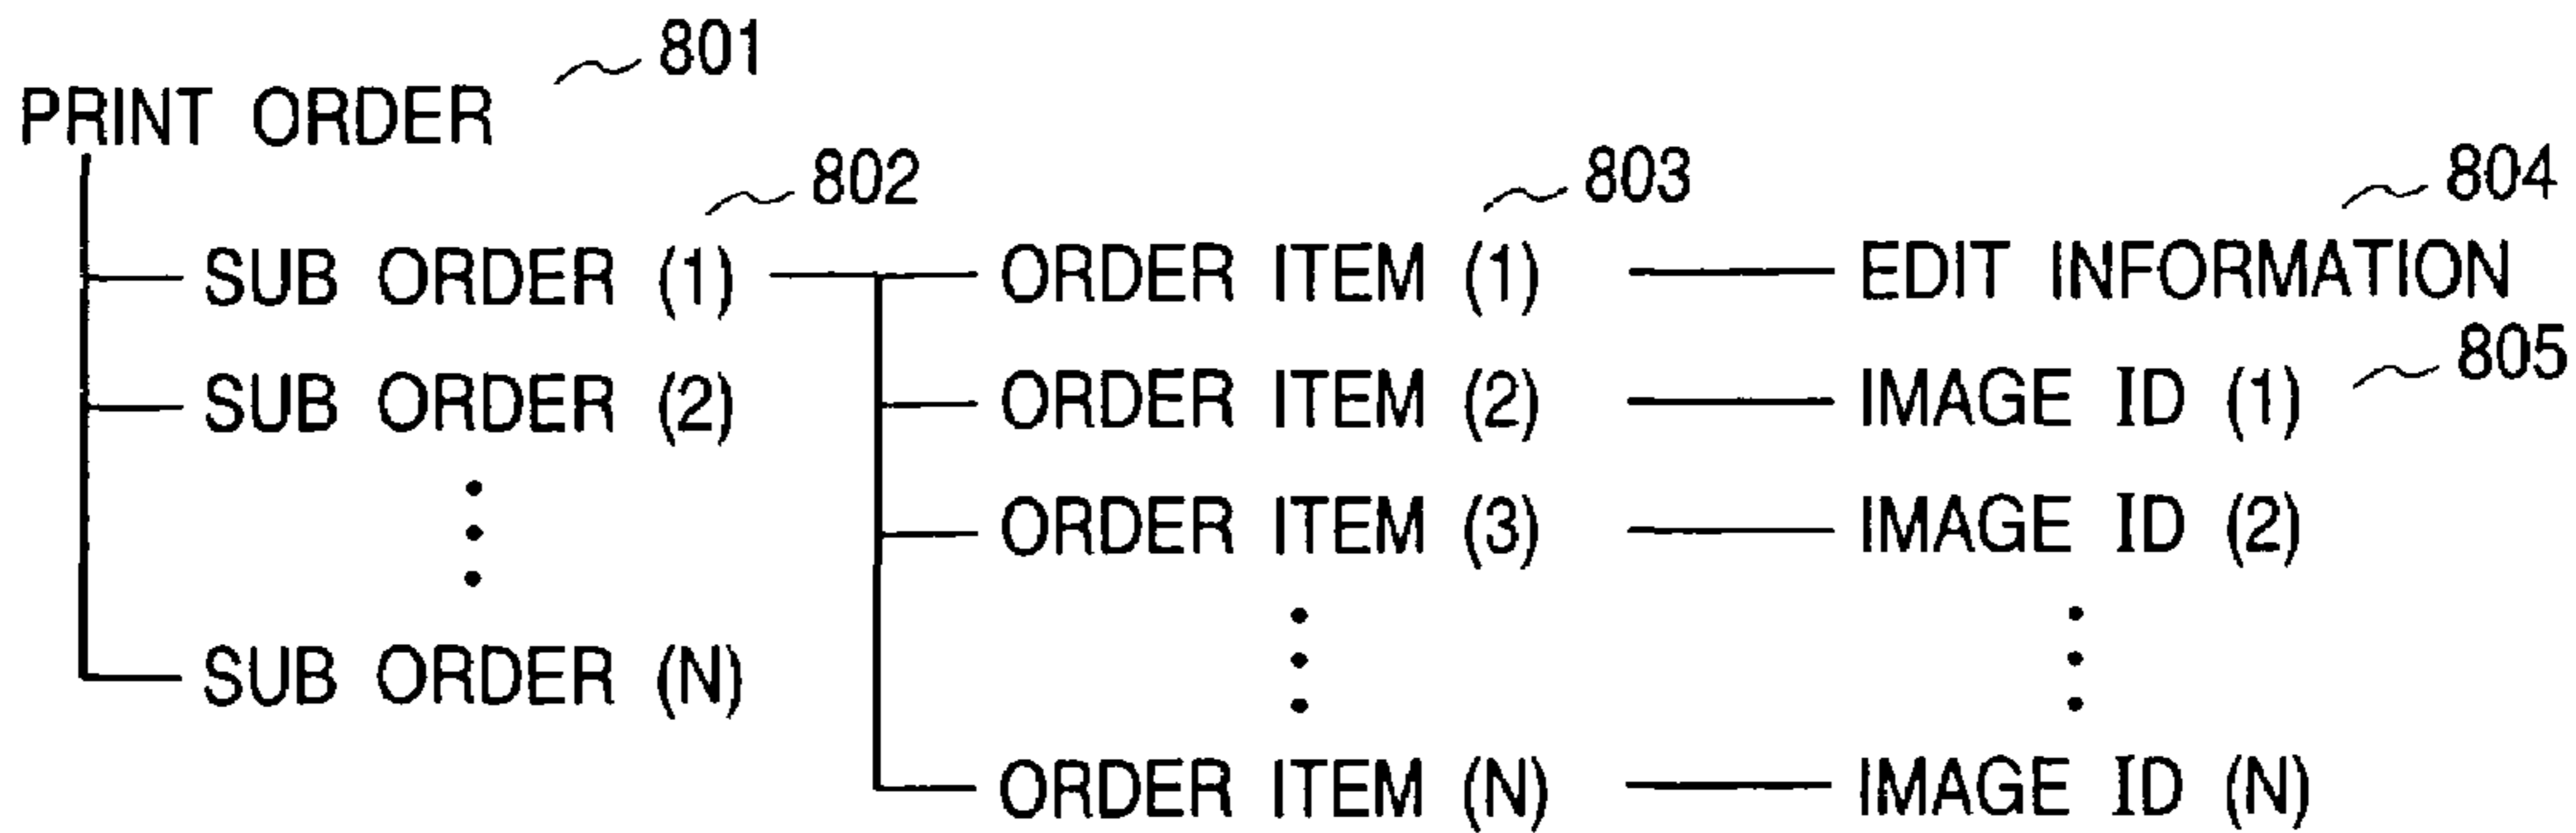 801
PRINT ORDER
802 803 804
SUB ORDER (1) ORDER ITEM (1) EDIT INFORMATION
805
SUB ORDER (2) ORDER ITEM (2) IMAGE ID (1)
ORDER ITEM (3) IMAGE ID (2)
SUB ORDER (N)
ORDER ITEM (N) IMAGE ID (N)